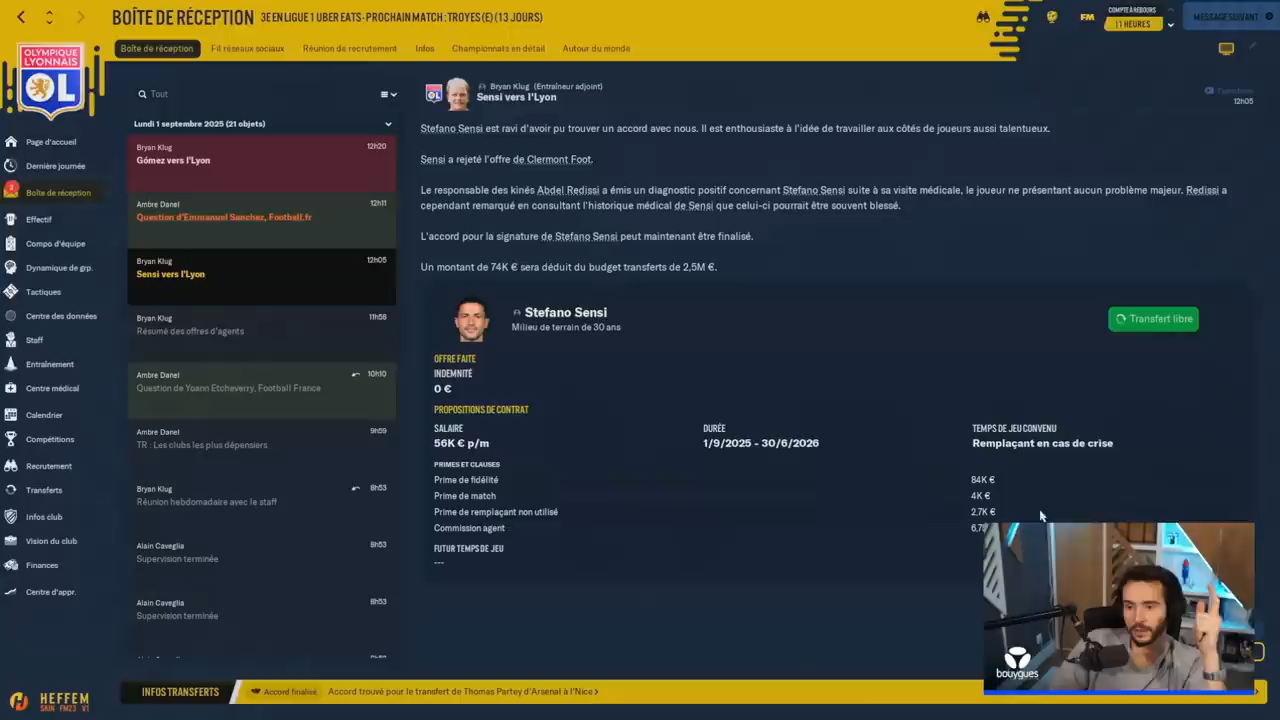 BOÎTE DE RÉCEPTION
3E EN LIGUE 1 UBER EATS - PROCHAIN MATCH : TROYES (E) (13 JOURS)
FM
COMPTE À REBOURS
11 HEURES
MESSAGE SUIVANT
OLYMPIQUE
LYONNAIS
OL
Boîte de réception
Fil réseaux sociaux
Réunion de recrutement
Infos
Championnats en détail
Autour du monde
Page d'accueil
Dernière journée
Boîte de réception
Effectif
Compo d'équipe
Dynamique de grp.
Tactiques
Centre des données
Staff
Entraînement
Centre médical
Calendrier
Compétitions
Recrutement
Transferts
Infos club
Vision du club
Finances
Centre d'appr.
HEFFEM
SKIN FM23 V1
Tout
Lundi 1 septembre 2025 (21 objets)
Bryan Klug 12h20
Gómez vers l'Lyon
Ambre Danel 12h11
Question d'Emmanuel Sanchez, Football.fr
Bryan Klug 12h05
Sensi vers l'Lyon
Bryan Klug 11h58
Résumé des offres d'agents
Ambre Danel 10h10
Question de Yoann Etcheverry, Football France
Ambre Danel 9h59
TR : Les clubs les plus dépensiers
Bryan Klug 8h53
Réunion hebdomadaire avec le staff
Alain Caveglia 8h53
Supervision terminée
Alain Caveglia 8h53
Supervision terminée
Bryan Klug (Entraîneur adjoint)
Sensi vers l'Lyon
12h05
Stefano Sensi est ravi d'avoir pu trouver un accord avec nous. Il est enthousiaste à l'idée de travailler aux côtés de joueurs aussi talentueux.
Sensi a rejeté l'offre de Clermont Foot.
Le responsable des kinés Abdel Redissi a émis un diagnostic positif concernant Stefano Sensi suite à sa visite médicale, le joueur ne présentant aucun problème majeur. Redissi a
cependant remarqué en consultant l'historique médical de Sensi que celui-ci pourrait être souvent blessé.
L'accord pour la signature de Stefano Sensi peut maintenant être finalisé.
Un montant de 74K € sera déduit du budget transferts de 2,5M €.
Stefano Sensi
Milieu de terrain de 30 ans
Transfert libre
OFFRE FAITE
INDEMNITÉ
0 €
PROPOSITIONS DE CONTRAT
SALAIRE
56K € p/m
DURÉE
1/9/2025 - 30/6/2026
TEMPS DE JEU CONVENU
Remplaçant en cas de crise
PRIMES ET CLAUSES
Prime de fidélité 84K €
Prime de match 4K €
Prime de remplaçant non utilisé 2,7K €
Commission agent
FUTUR TEMPS DE JEU
---
bouygues
INFOS TRANSFERTS
Accord finalisé
Accord trouvé pour le transfert de Thomas Partey d'Arsenal à l'Nice >